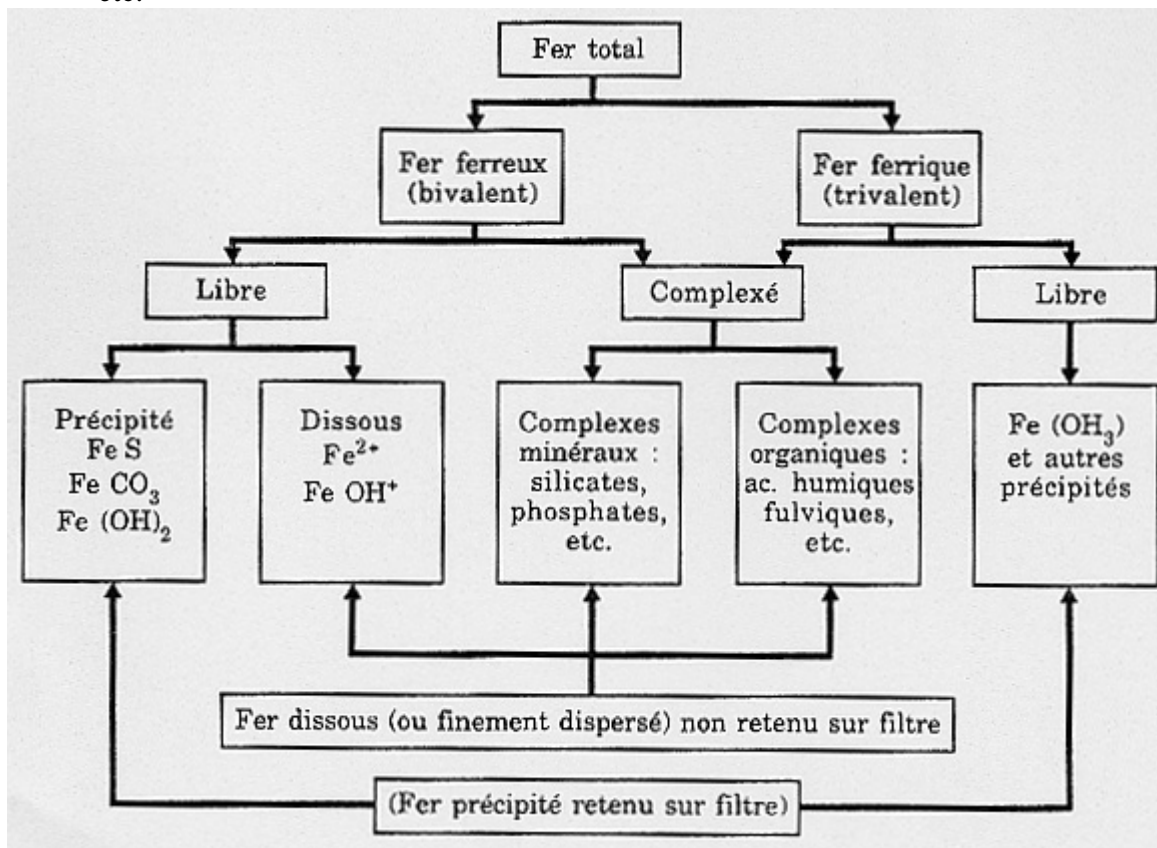 etc.
Fer total
Fer ferreux
(bivalent)
Fer ferrique
(trivalent)
Libre
Complexé
Libre
Précipité
Fe S
Fe CO₃
Fe (OH)₂
Dissous
Fe²⁺
Fe OH⁺
Complexes
minéraux :
silicates,
phosphates,
etc.
Complexes
organiques :
ac. humiques
fulviques,
etc.
Fe (OH₃)
et autres
précipités
Fer dissous (ou finement dispersé) non retenu sur filtre
(Fer précipité retenu sur filtre)